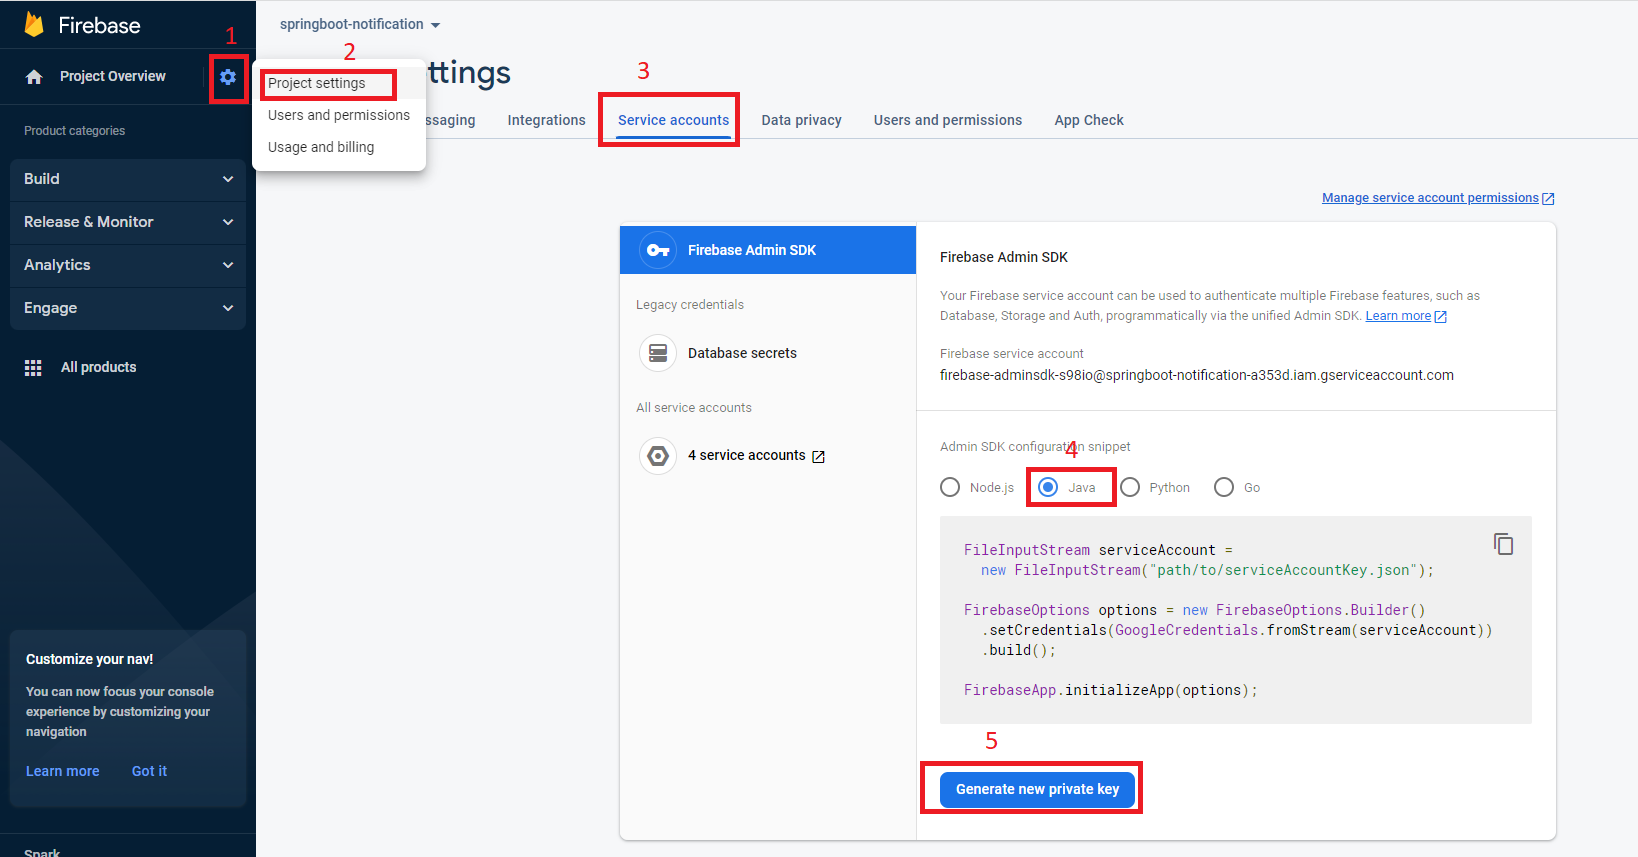 Firebase
1
Project Overview
Product categories
Build
Release & Monitor
Analytics
Engage
All products
Customize your nav!
You can now focus your console
experience by customizing your
navigation
Learn more
Got it
Spark
springboot-notification
2
ttings
Project settings
Users and permissions
Usage and billing
3
ssaging
Integrations
Service accounts
Data privacy
Users and permissions
App Check
Manage service account permissions
Firebase Admin SDK
Legacy credentials
Database secrets
All service accounts
4 service accounts
Firebase Admin SDK
Your Firebase service account can be used to authenticate multiple Firebase features, such as
Database, Storage and Auth, programmatically via the unified Admin SDK. Learn more
Firebase service account
firebase-adminsdk-s98io@springboot-notification-a353d.iam.gserviceaccount.com
Admin SDK configuration snippet
4
Node.js
Java
Python
Go
FileInputStream serviceAccount =
new FileInputStream("path/to/serviceAccountKey.json");
FirebaseOptions options = new FirebaseOptions.Builder()
.setCredentials(GoogleCredentials.fromStream(serviceAccount))
.build();
FirebaseApp.initializeApp(options);
5
Generate new private key